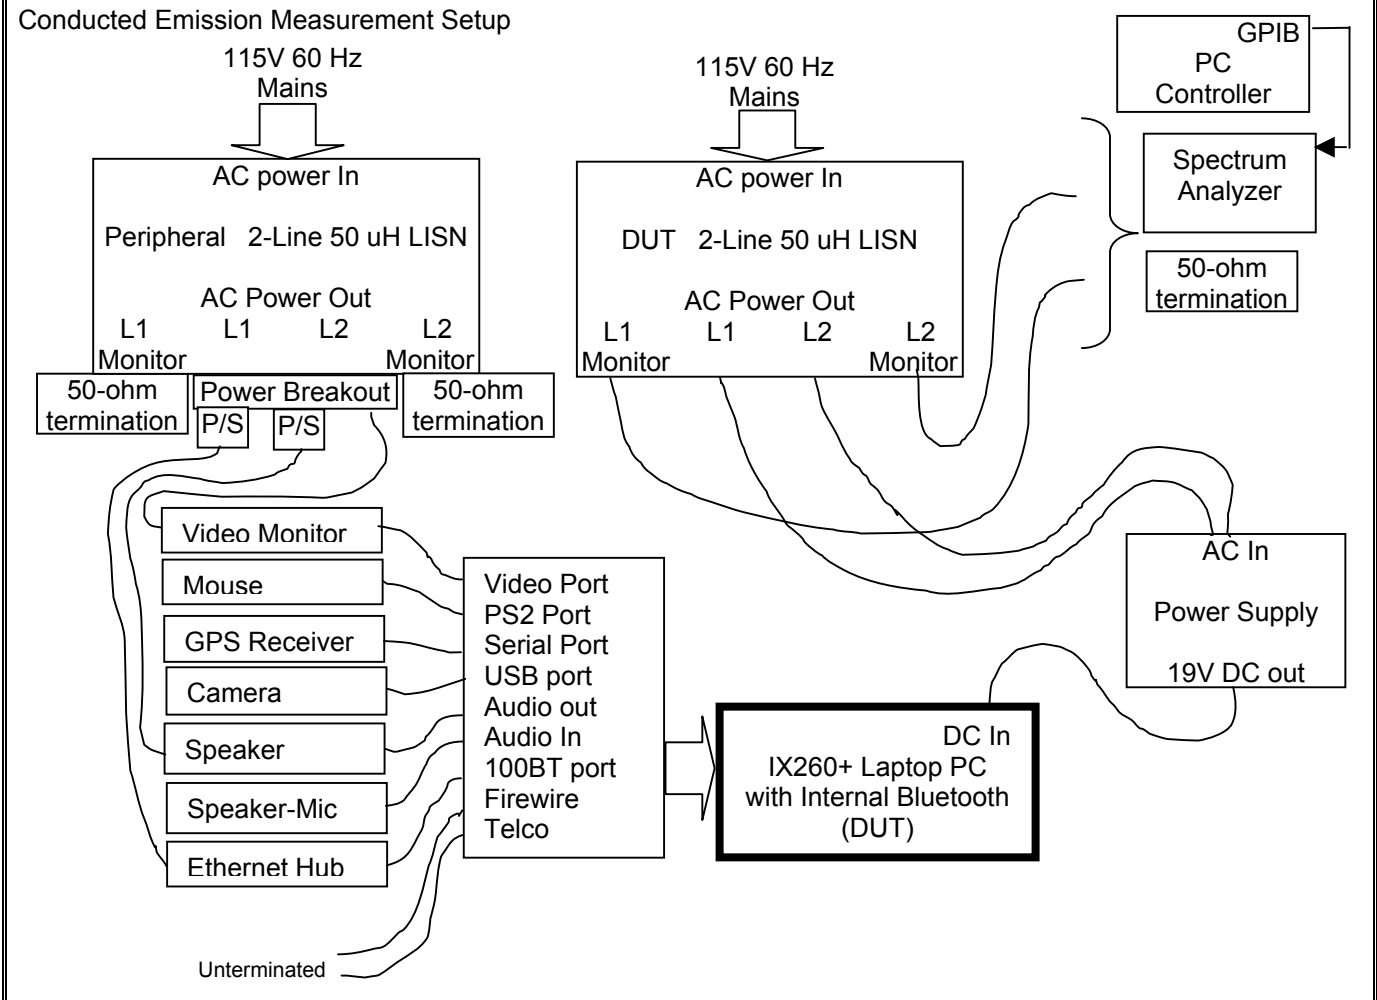 Conducted Emission Measurement Setup
115V 60 Hz
Mains
AC power In
Peripheral 2-Line 50 uH LISN
AC Power Out
L1 L1 L2 L2
Monitor Monitor
50-ohm
termination
Power Breakout
P/S
P/S
50-ohm
termination
115V 60 Hz
Mains
AC power In
DUT 2-Line 50 uH LISN
AC Power Out
L1 L1 L2 L2
Monitor Monitor
GPIB
PC
Controller
Spectrum
Analyzer
50-ohm
termination
Video Monitor
Mouse
GPS Receiver
Camera
Speaker
Speaker-Mic
Ethernet Hub
Unterminated
Video Port
PS2 Port
Serial Port
USB port
Audio out
Audio In
100BT port
Firewire
Telco
DC In
IX260+ Laptop PC
with Internal Bluetooth
(DUT)
AC In
Power Supply
19V DC out